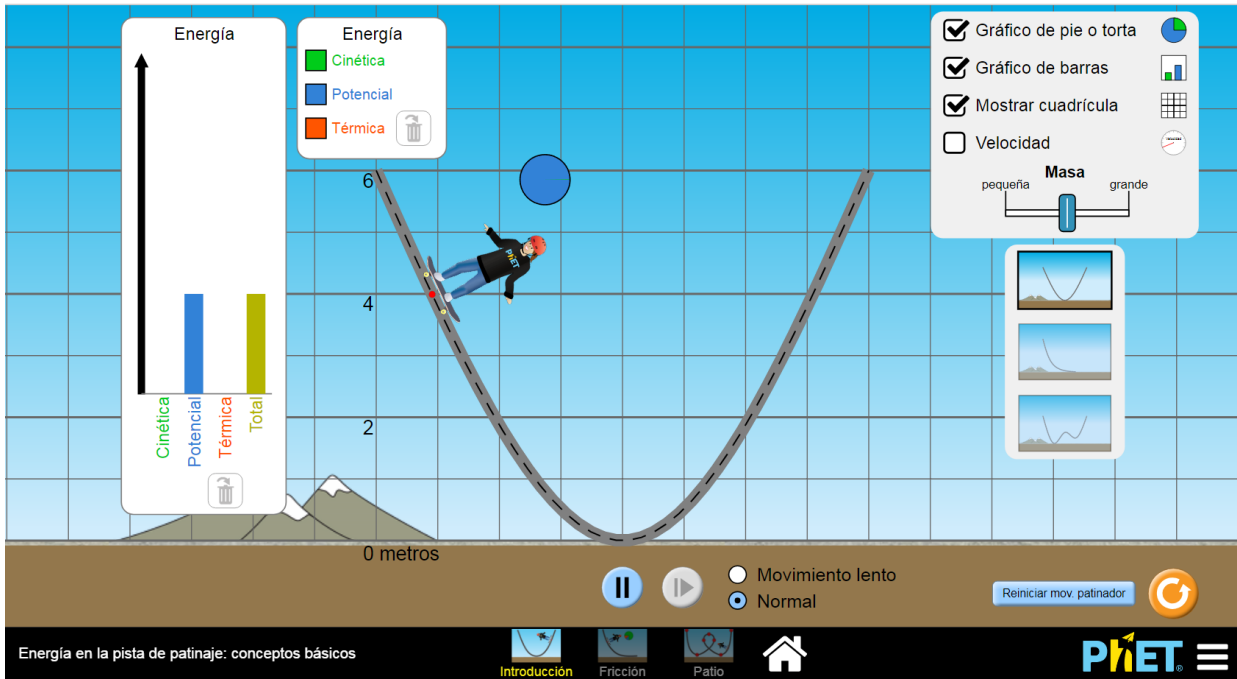 Energía
Cinética
Potencial
Térmica
Total
Energía
Cinética
Potencial
Térmica
Gráfico de pie o torta
Gráfico de barras
Mostrar cuadrícula
Velocidad
Masa
pequeña
grande
6
4
2
0 metros
PhET
Movimiento lento
Normal
Reiniciar mov. patinador
Energía en la pista de patinaje: conceptos básicos
Introducción
Fricción
Patio
PhET